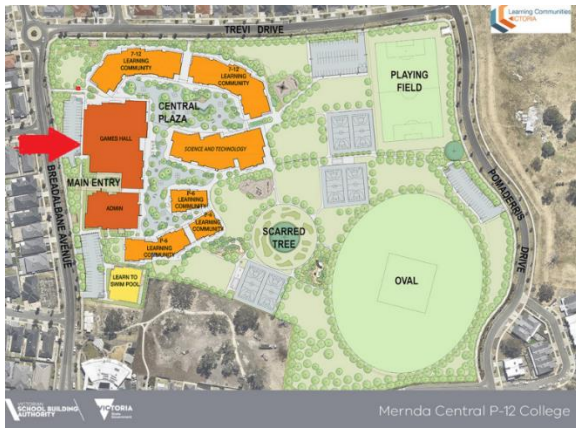 Learning Communities
VICTORIA
TREVI DRIVE
7-12
LEARNING
COMMUNITY
7-12
LEARNING
COMMUNITY
PLAYING
FIELD
CENTRAL
PLAZA
GAMES HALL
SCIENCE AND TECHNOLOGY
MAIN ENTRY
BREADALBANE AVENUE
POMADERRIS
DRIVE
ADMIN
P-6
LEARNING
COMMUNITY
P-6
LEARNING
COMMUNITY
P-6
LEARNING
COMMUNITY
SCARRED
TREE
OVAL
LEARN TO
SWIM POOL
VICTORIAN
SCHOOL BUILDING
AUTHORITY
VICTORIA
State
Government
Mernda Central P-12 College